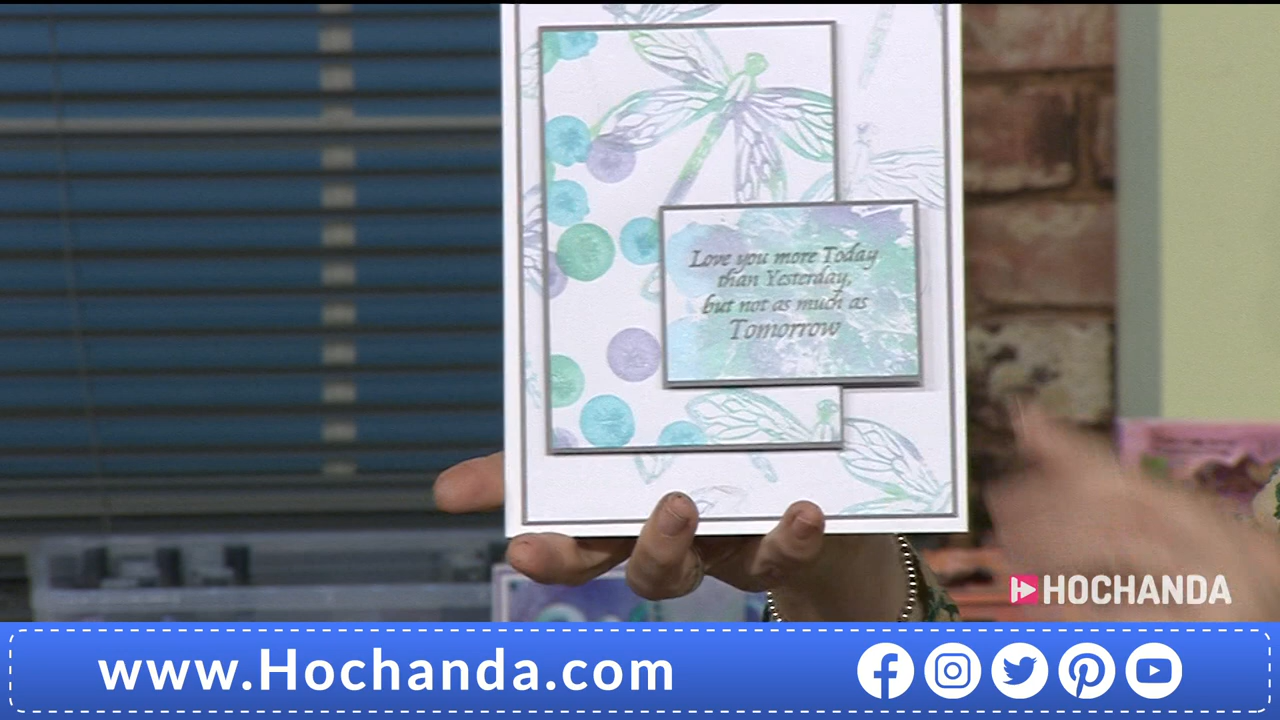 Love you more Today
than Yesterday,
but not as much as
Tomorrow
HOCHANDA
www.Hochanda.com